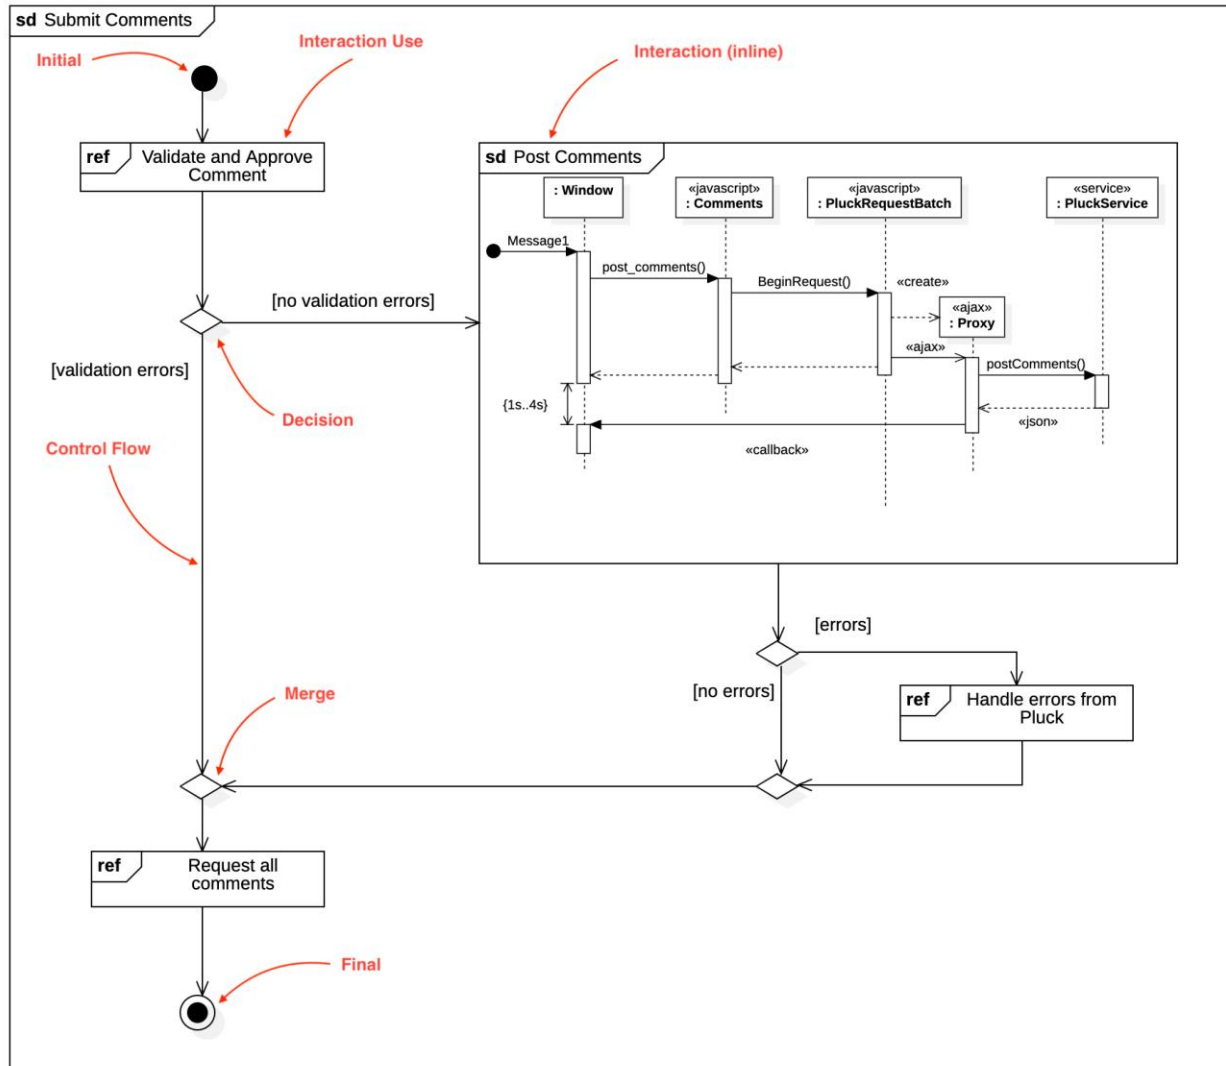 sd Submit Comments
Initial
Interaction Use
Interaction (inline)
ref Validate and Approve
Comment
sd Post Comments
: Window
«javascript»
: Comments
«javascript»
: PluckRequestBatch
«service»
: PluckService
Message1
post_comments()
BeginRequest()
«create»
«ajax»
: Proxy
«ajax»
postComments()
{1s..4s}
«json»
«callback»
[no validation errors]
[validation errors]
Decision
Control Flow
[errors]
[no errors]
ref Handle errors from
Pluck
Merge
ref Request all
comments
Final